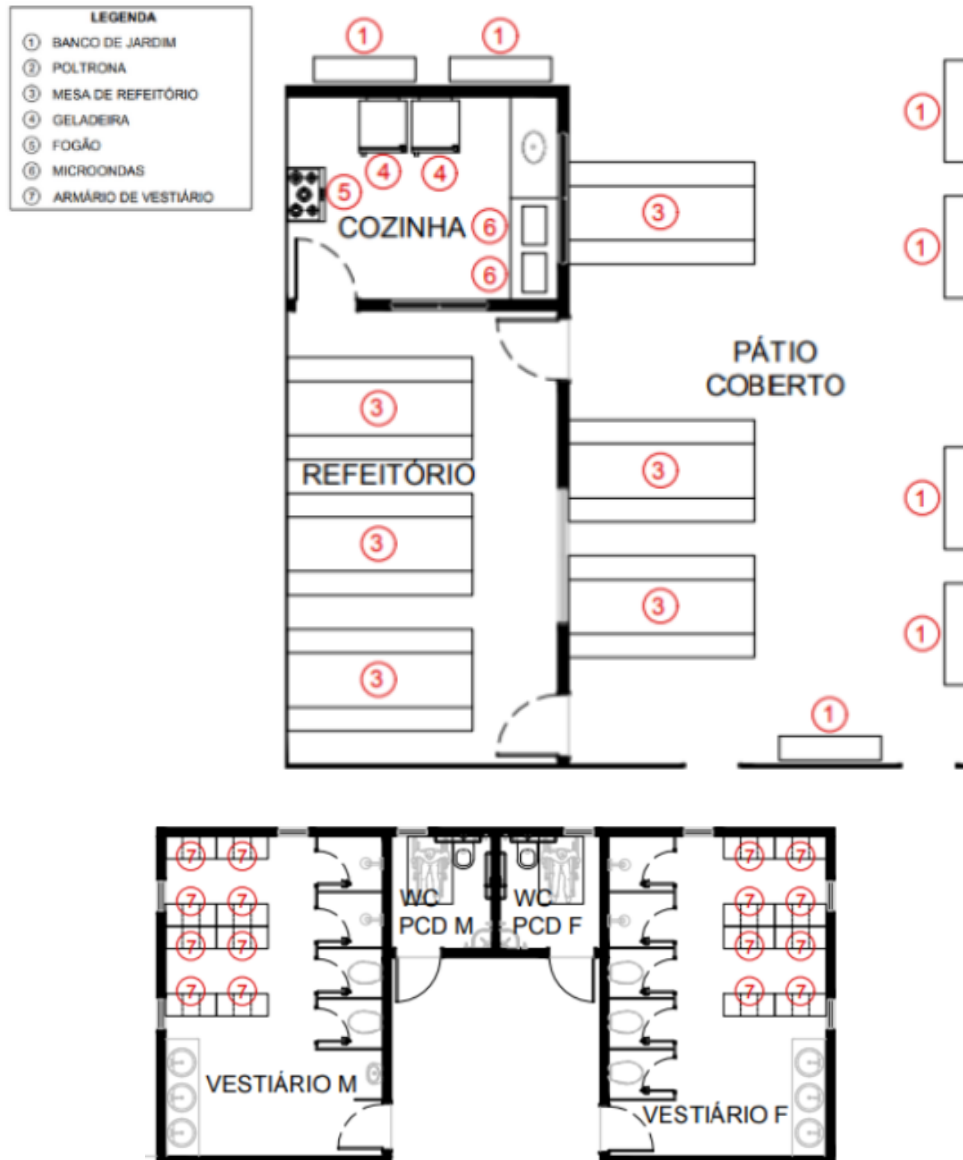 LEGENDA
1 BANCO DE JARDIM
2 POLTRONA
3 MESA DE REFEITÓRIO
4 GELADEIRA
5 FOGÃO
6 MICROONDAS
7 ARMÁRIO DE VESTIÁRIO
1 1
1
4 4
5
3
COZINHA 6
1
6
PÁTIO
COBERTO
3
3
REFEITÓRIO
1
3
3
1
3
1
7 7 7 7
WC
PCD M
WC
PCD F
7 7 7 7
7 7 7 7
7 7 7 7
VESTIÁRIO M
VESTIÁRIO F